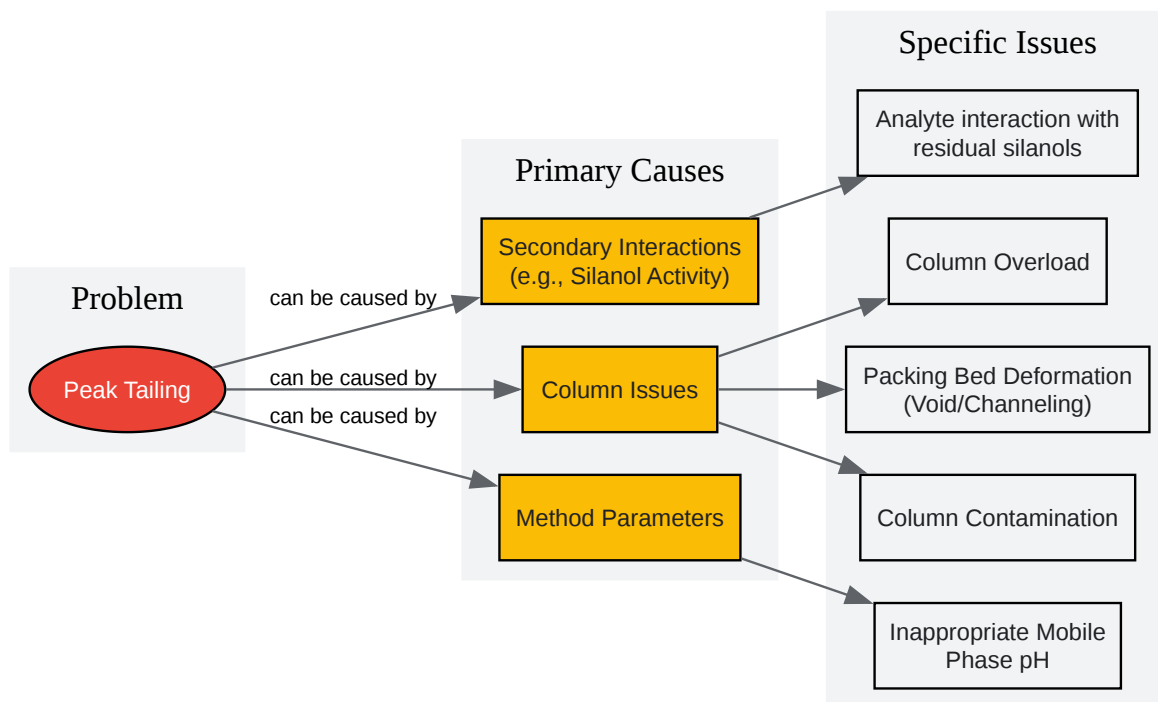 Problem
Peak Tailing
can be caused by
can be caused by
can be caused by
Primary Causes
Secondary Interactions
(e.g., Silanol Activity)
Column Issues
Method Parameters
Specific Issues
Analyte interaction with
residual silanols
Column Overload
Packing Bed Deformation
(Void/Channeling)
Column Contamination
Inappropriate Mobile
Phase pH